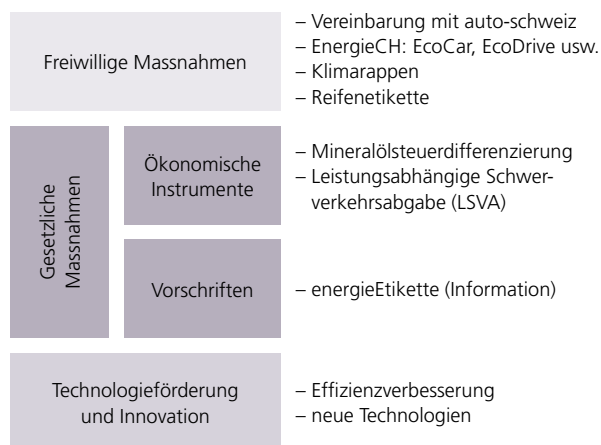 Freiwillige Massnahmen
– Vereinbarung mit auto-schweiz
– EnergieCH: EcoCar, EcoDrive usw.
– Klimarappen
– Reifenetikette
Gesetzliche
Massnahmen
Ökonomische
Instrumente
– Mineralölsteuerdifferenzierung
– Leistungsabhängige Schwer-
verkehrsabgabe (LSVA)
Vorschriften
– energieEtikette (Information)
Technologieförderung
und Innovation
– Effizienzverbesserung
– neue Technologien